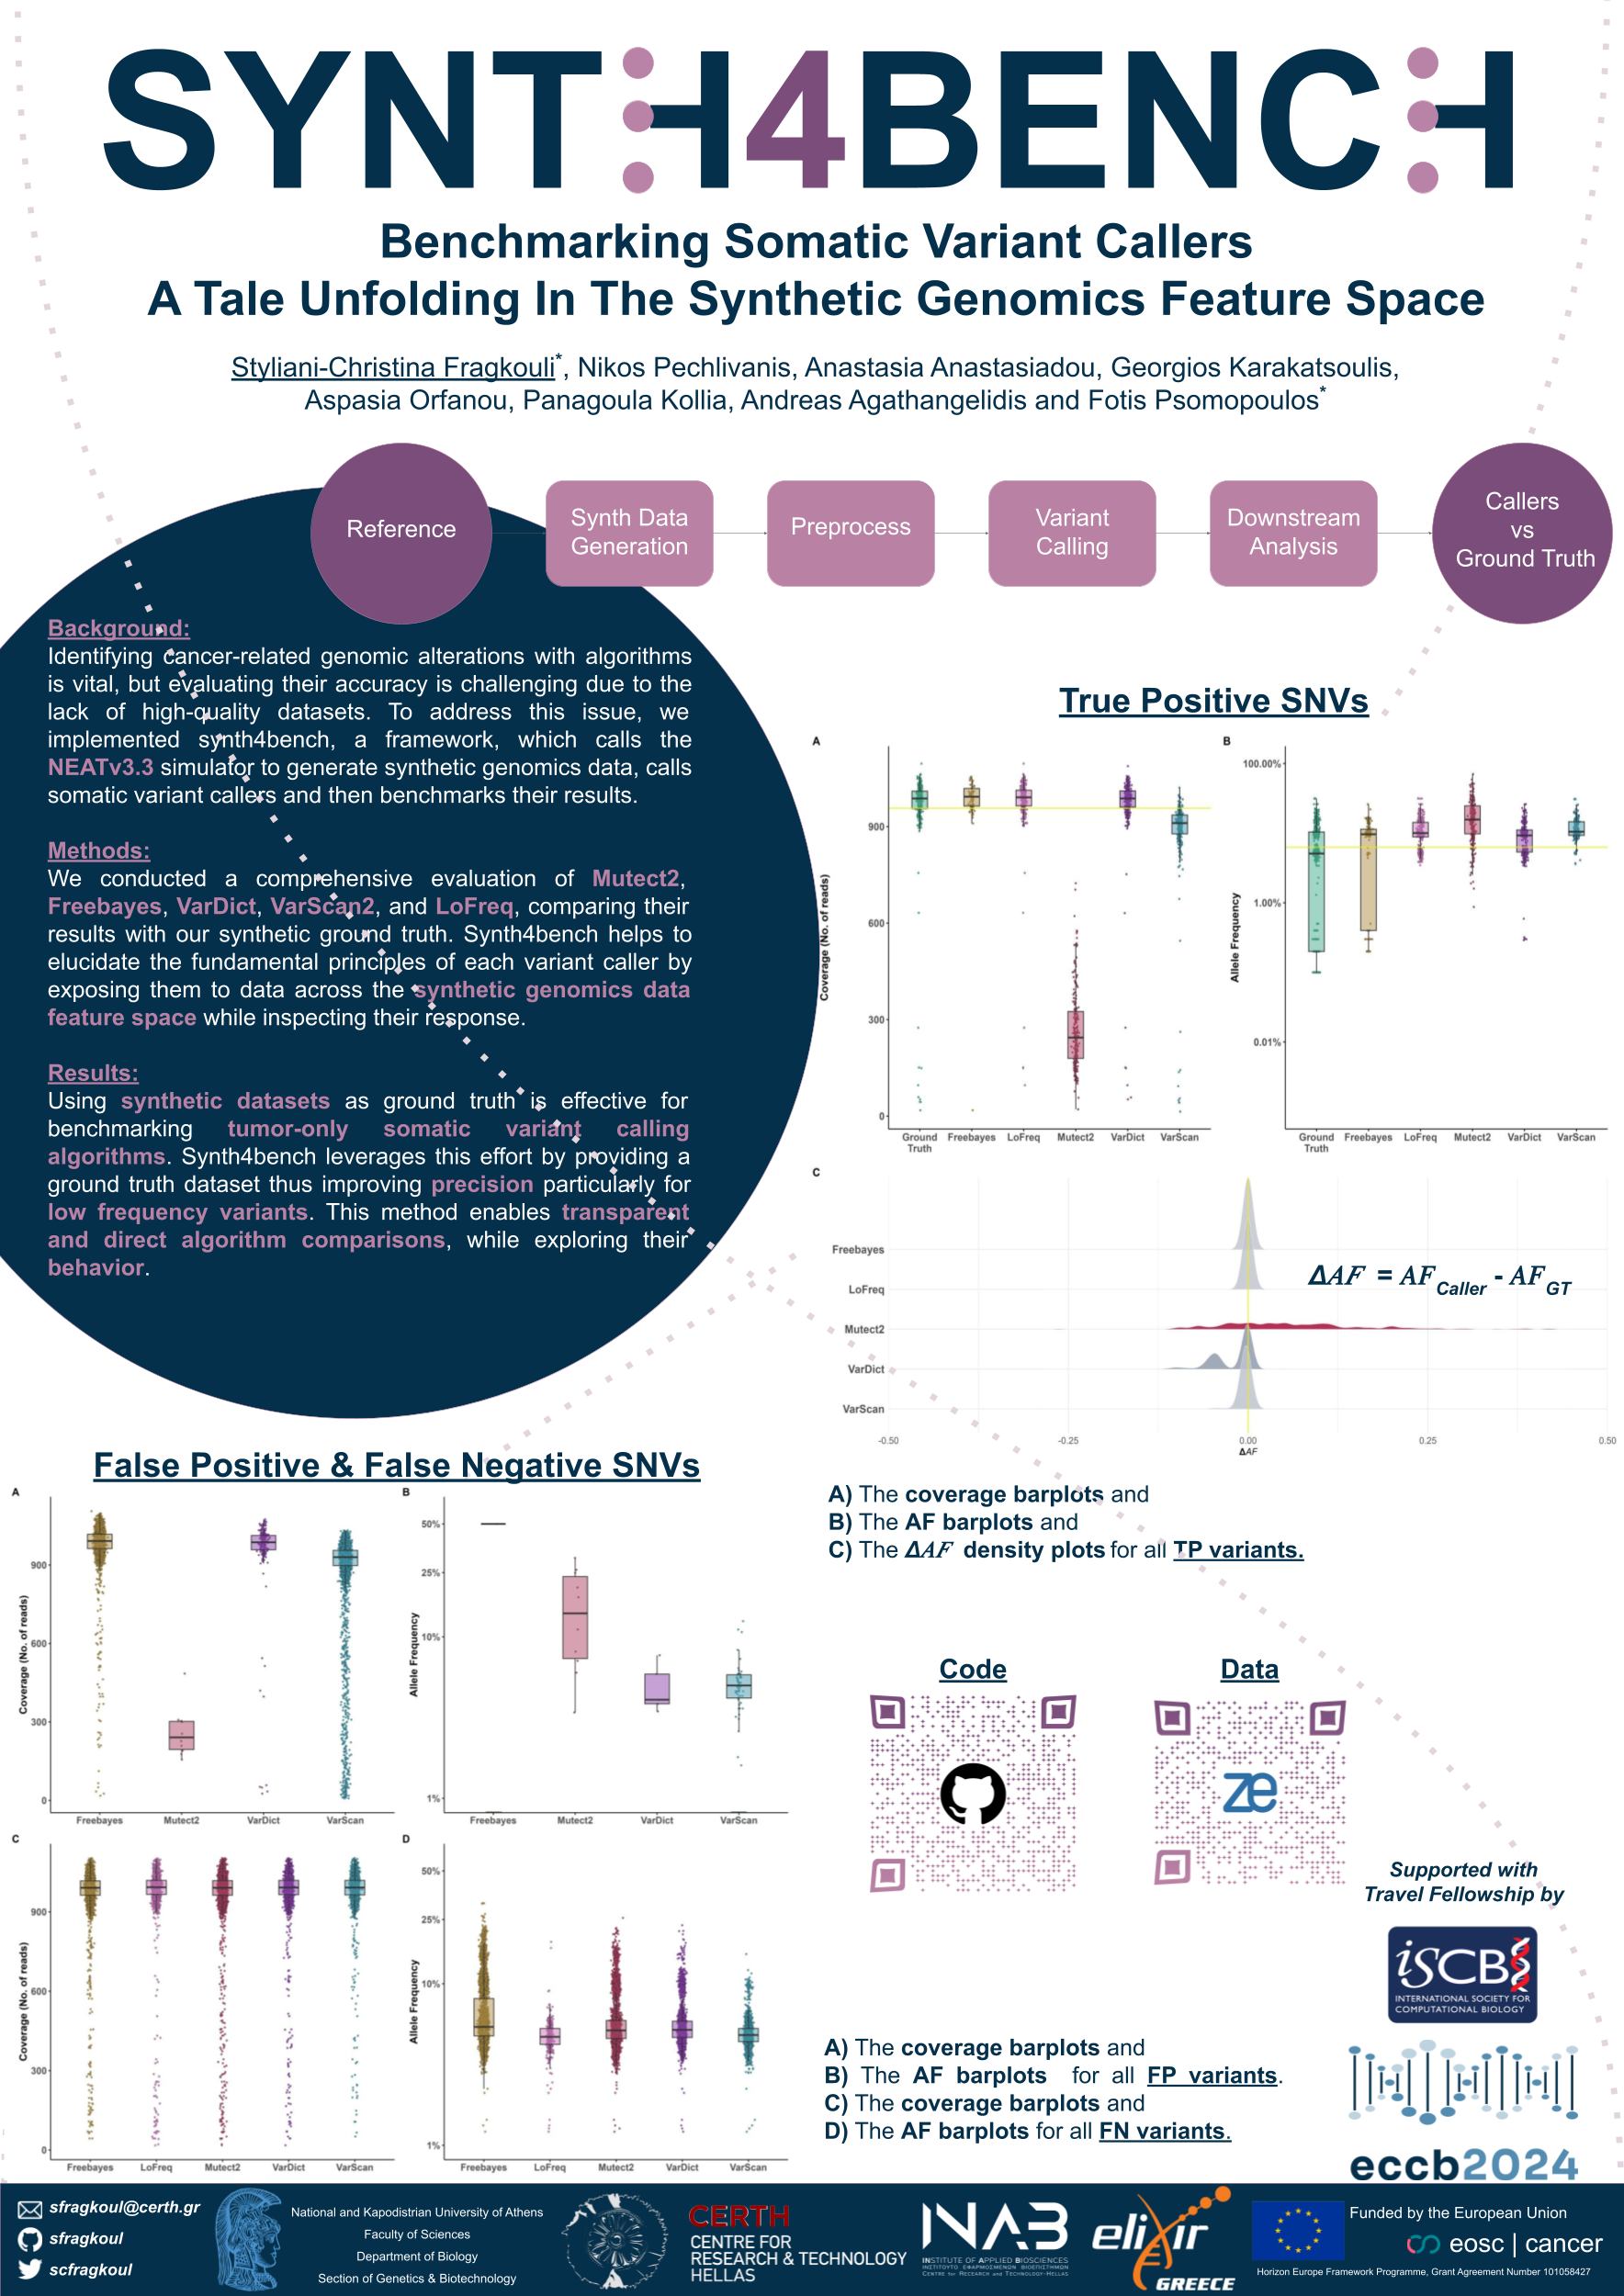 SYNTH4BENCH
Benchmarking Somatic Variant Callers
A Tale Unfolding In The Synthetic Genomics Feature Space
Styliani-Christina Fragkouli*, Nikos Pechlivanis, Anastasia Anastasiadou, Georgios Karakatsoulis,
Aspasia Orfanou, Panagoula Kollia, Andreas Agathangelidis and Fotis Psomopoulos*
Reference
Synth Data
Generation
Preprocess
Variant
Calling
Downstream
Analysis
Callers
vs
Ground Truth
Background:
Identifying cancer-related genomic alterations with algorithms
is vital, but evaluating their accuracy is challenging due to the
lack of high-quality datasets. To address this issue, we
implemented synth4bench, a framework, which calls the
NEATv3.3 simulator to generate synthetic genomics data, calls
somatic variant callers and then benchmarks their results.
Methods:
We conducted a comprehensive evaluation of Mutect2,
Freebayes, VarDict, VarScan2, and LoFreq, comparing their
results with our synthetic ground truth. Synth4bench helps to
elucidate the fundamental principles of each variant caller by
exposing them to data across the synthetic genomics data
feature space while inspecting their response.
Results:
Using synthetic datasets as ground truth is effective for
benchmarking tumor-only somatic variant calling
algorithms. Synth4bench leverages this effort by providing a
ground truth dataset thus improving precision particularly for
low frequency variants. This method enables transparent
and direct algorithm comparisons, while exploring their
behavior.
True Positive SNVs
A
Coverage (No. of reads)
900
600
300
0
Ground Truth Freebayes LoFreq Mutect2 VarDict VarScan
B
Allele Frequency
100.00%
1.00%
0.01%
Ground Truth Freebayes LoFreq Mutect2 VarDict VarScan
C
Freebayes
LoFreq
Mutect2
VarDict
VarScan
ΔAF = AF Caller - AF GT
-0.50 -0.25 0.00 0.25 0.50
ΔAF
A) The coverage barplots and
B) The AF barplots and
C) The ΔAF density plots for all TP variants.
False Positive & False Negative SNVs
A
Coverage (No. of reads)
900
600
300
0
Freebayes Mutect2 VarDict VarScan
B
Allele Frequency
50%
25%
10%
1%
Freebayes Mutect2 VarDict VarScan
C
Coverage (No. of reads)
900
600
300
0
Freebayes LoFreq Mutect2 VarDict VarScan
D
Allele Frequency
50%
25%
10%
1%
Freebayes LoFreq Mutect2 VarDict VarScan
Code
Data
ze
A) The coverage barplots and
B) The AF barplots for all FP variants.
C) The coverage barplots and
D) The AF barplots for all FN variants.
Supported with
Travel Fellowship by
iSCB
INTERNATIONAL SOCIETY FOR
COMPUTATIONAL BIOLOGY
eccb2024
sfragkoul@certh.gr
sfragkoul
scfragkoul
National and Kapodistrian University of Athens
Faculty of Sciences
Department of Biology
Section of Genetics & Biotechnology
CERTH
CENTRE FOR
RESEARCH & TECHNOLOGY
HELLAS
INAB
INSTITUTE OF APPLIED BIOSCIENCES
CENTRE for RESEARCH and TECHNOLOGY-HELLAS
elixir
GREECE
Funded by the European Union
eosc | cancer
Horizon Europe Framework Programme, Grant Agreement Number 101058427